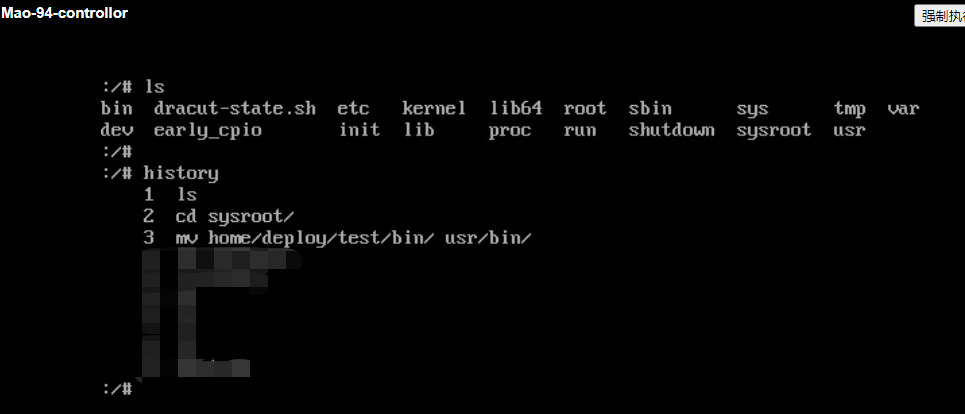 Mao-94-controllor
强制执行
:/# ls
bin dracut-state.sh etc kernel lib64 root sbin sys tmp var
dev early_cpio init lib proc run shutdown sysroot usr
:/#
:/# history
1 ls
2 cd sysroot/
3 mv home/deploy/test/bin/ usr/bin/
:/#